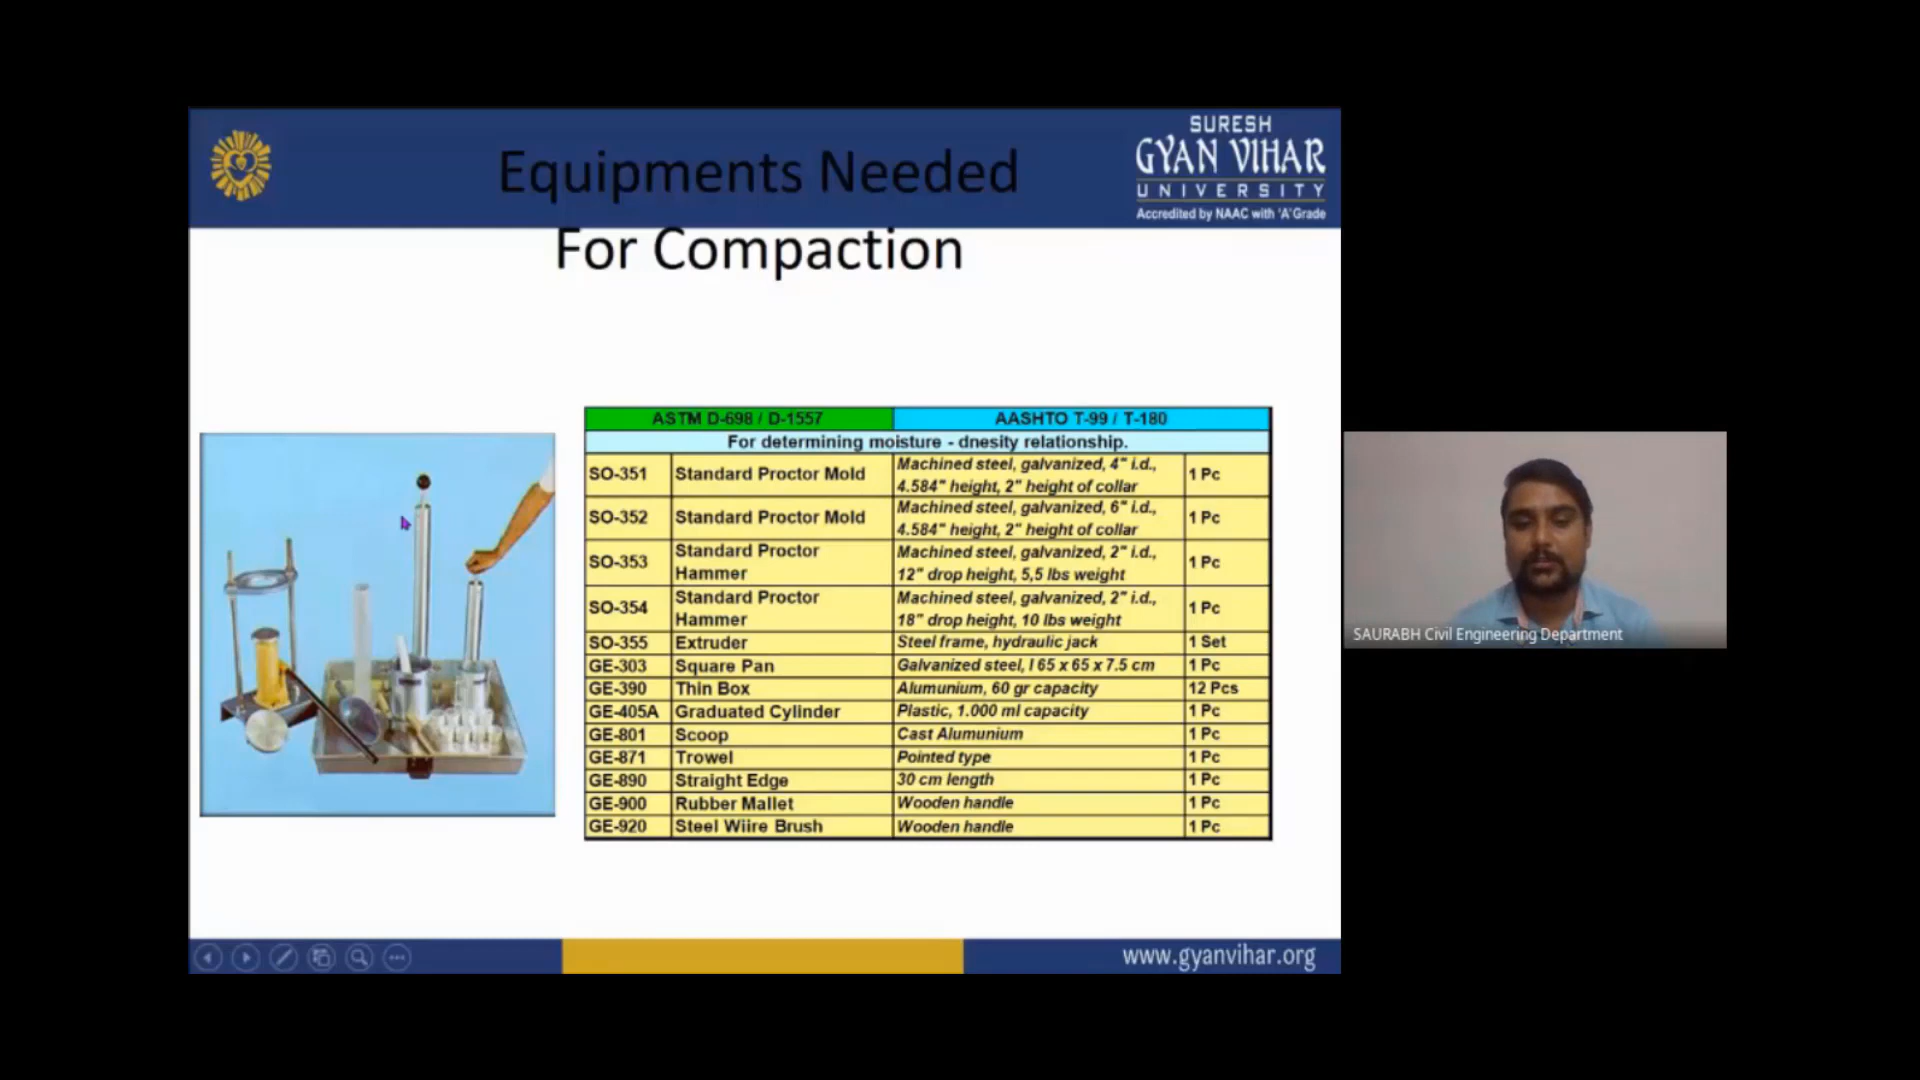 SURESH
GYAN VIHAR
UNIVERSITY
Accredited by NAAC with 'A' Grade
Equipments Needed
For Compaction
ASTM D-698 / D-1557 AASHTO T-99 / T-180
For determining moisture - dnesity relationship.
SO-351 Standard Proctor Mold Machined steel, galvanized, 4" i.d., 4.584" height, 2" height of collar 1 Pc
SO-352 Standard Proctor Mold Machined steel, galvanized, 6" i.d., 4.584" height, 2" height of collar 1 Pc
SO-353 Standard Proctor Hammer Machined steel, galvanized, 2" i.d., 12" drop height, 5,5 lbs weight 1 Pc
SO-354 Standard Proctor Hammer Machined steel, galvanized, 2" i.d., 18" drop height, 10 lbs weight 1 Pc
SO-355 Extruder Steel frame, hydraulic jack 1 Set
GE-303 Square Pan Galvanized steel, l 65 x 65 x 7.5 cm 1 Pc
GE-390 Thin Box Alumunium, 60 gr capacity 12 Pcs
GE-405A Graduated Cylinder Plastic, 1.000 ml capacity 1 Pc
GE-801 Scoop Cast Alumunium 1 Pc
GE-871 Trowel Pointed type 1 Pc
GE-890 Straight Edge 30 cm length 1 Pc
GE-900 Rubber Mallet Wooden handle 1 Pc
GE-920 Steel Wiire Brush Wooden handle 1 Pc
SAURABH Civil Engineering Department
www.gyanvihar.org